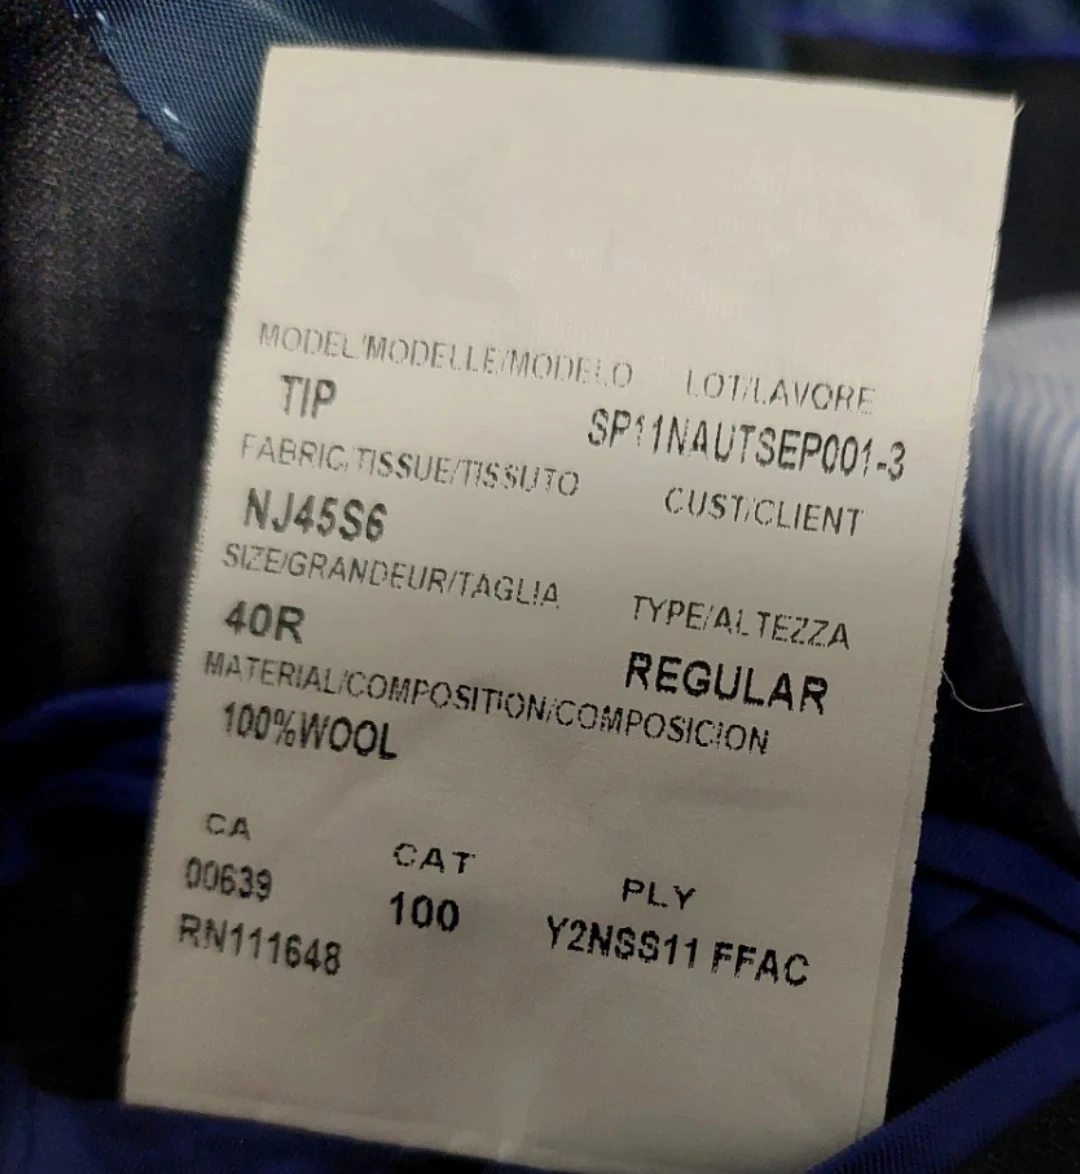 MODEL/MODELLE/MODELO LOT/LAVORE
TIP SP11NAUTSEP001-3
FABRIC/TISSUE/TISSUTO CUST/CLIENT
NJ45S6
SIZE/GRANDEUR/TAGLIA TYPE/ALTEZZA
40R REGULAR
MATERIAL/COMPOSITION/COMPOSICION
100%WOOL
CA CAT PLY
00639 100 Y2NSS11 FFAC
RN111648